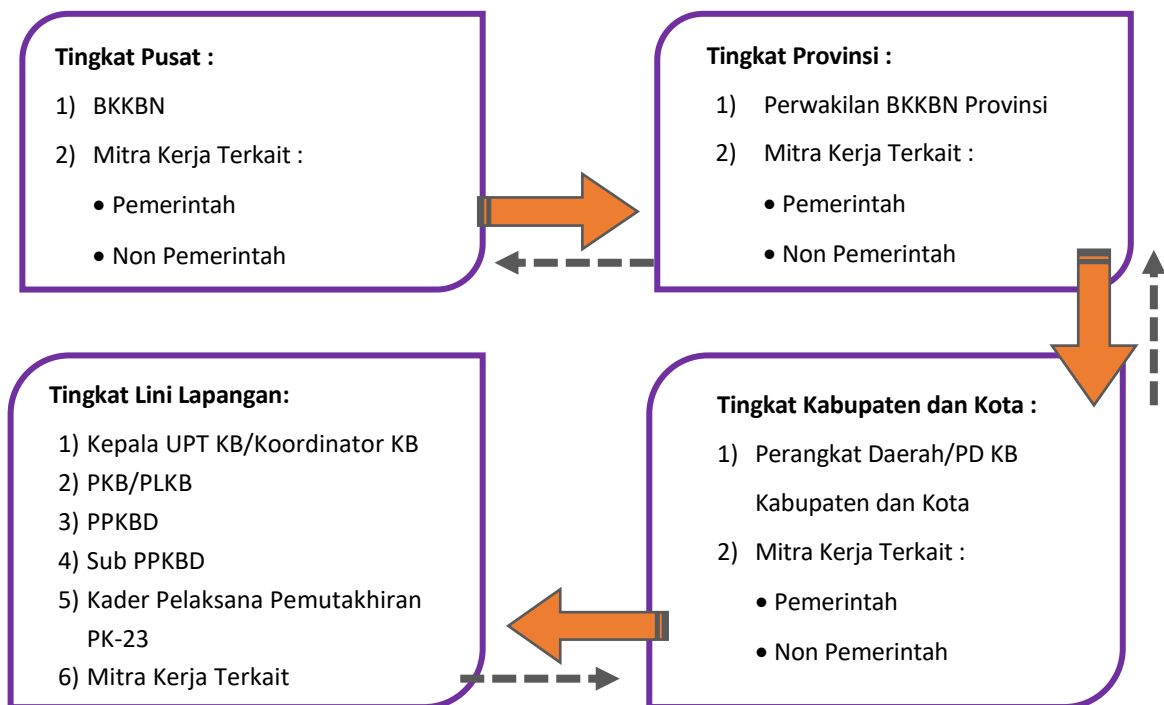 Tingkat Pusat :
1) BKKBN
2) Mitra Kerja Terkait :
• Pemerintah
• Non Pemerintah
Tingkat Provinsi :
1) Perwakilan BKKBN Provinsi
2) Mitra Kerja Terkait :
• Pemerintah
• Non Pemerintah
Tingkat Kabupaten dan Kota :
1) Perangkat Daerah/PD KB
Kabupaten dan Kota
2) Mitra Kerja Terkait :
• Pemerintah
• Non Pemerintah
Tingkat Lini Lapangan:
1) Kepala UPT KB/Koordinator KB
2) PKB/PLKB
3) PPKBD
4) Sub PPKBD
5) Kader Pelaksana Pemutakhiran
PK-23
6) Mitra Kerja Terkait